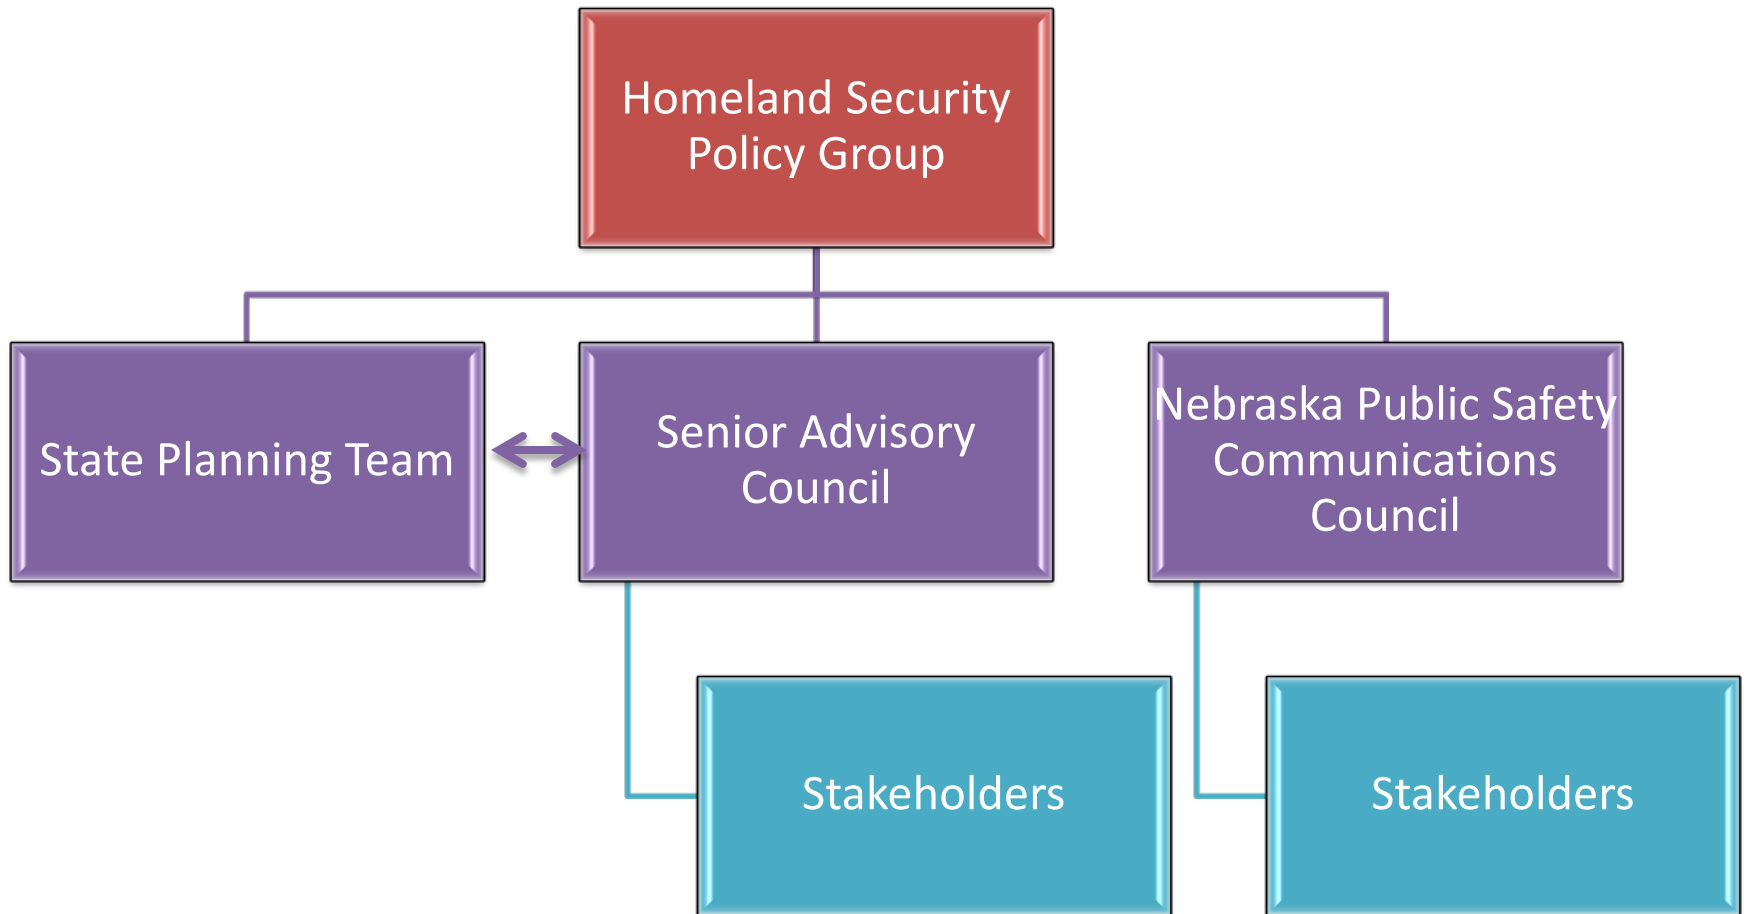 Homeland Security
Policy Group
State Planning Team
Senior Advisory
Council
Nebraska Public Safety
Communications
Council
Stakeholders
Stakeholders